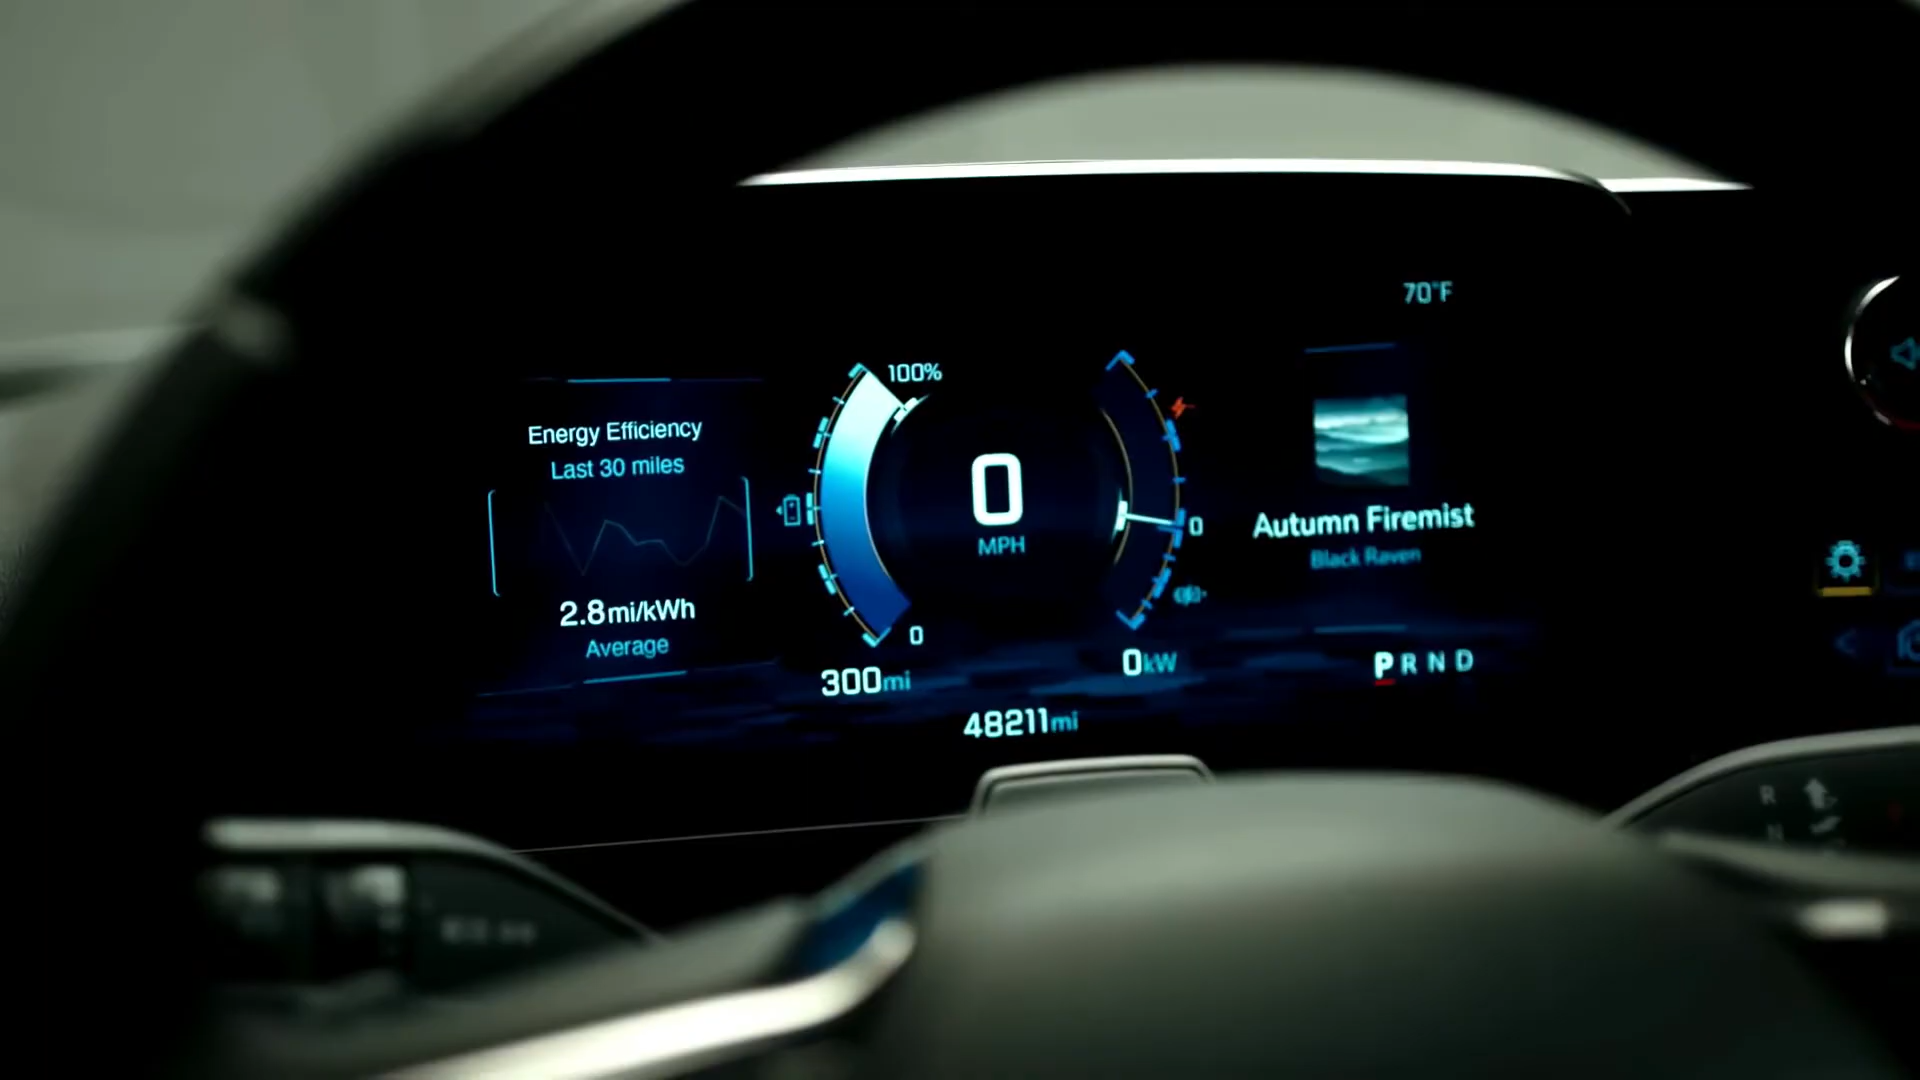 70°F
100%
Energy Efficiency
Last 30 miles
2.8mi/kWh
Average
0
MPH
0
0
300mi
0kW
48211mi
Autumn Firemist
Black Raven
P R N D
R
N